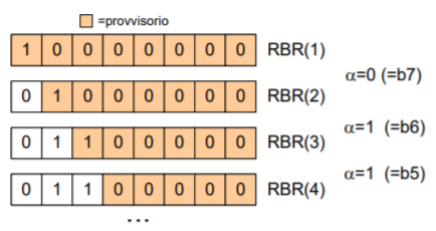 =provvisorio
1 0 0 0 0 0 0 0 RBR(1)
α=0 (=b7)
0 1 0 0 0 0 0 0 RBR(2)
α=1 (=b6)
0 1 1 0 0 0 0 0 RBR(3)
α=1 (=b5)
0 1 1 0 0 0 0 0 RBR(4)
...